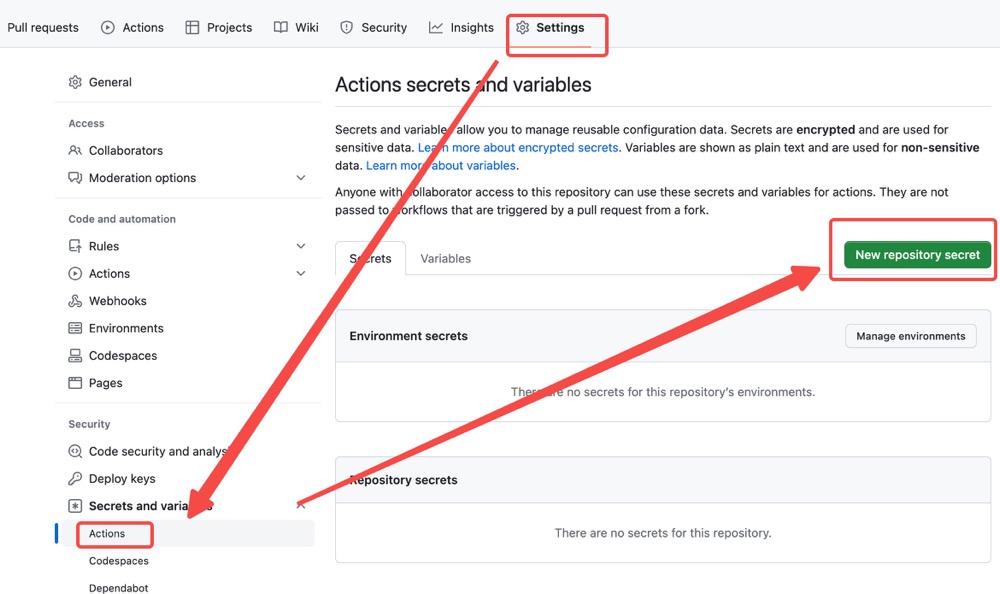 Pull requests
Actions
Projects
Wiki
Security
Insights
Settings
General
Access
Collaborators
Moderation options
Code and automation
Rules
Actions
Webhooks
Environments
Codespaces
Pages
Security
Code security and analysis
Deploy keys
Secrets and variables
Actions
Codespaces
Dependabot
Actions secrets and variables
Secrets and variables allow you to manage reusable configuration data. Secrets are encrypted and are used for
sensitive data. Learn more about encrypted secrets. Variables are shown as plain text and are used for non-sensitive
data. Learn more about variables.
Anyone with collaborator access to this repository can use these secrets and variables for actions. They are not
passed to workflows that are triggered by a pull request from a fork.
Secrets
Variables
New repository secret
Environment secrets
Manage environments
There are no secrets for this repository's environments.
Repository secrets
There are no secrets for this repository.